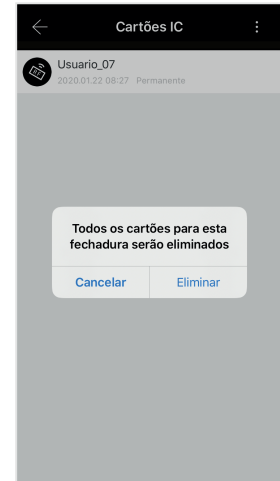 Cartões IC
Usuario_07
2020.01.22 08:27 Permanente
Todos os cartões para esta
fechadura serão eliminados
Cancelar Eliminar